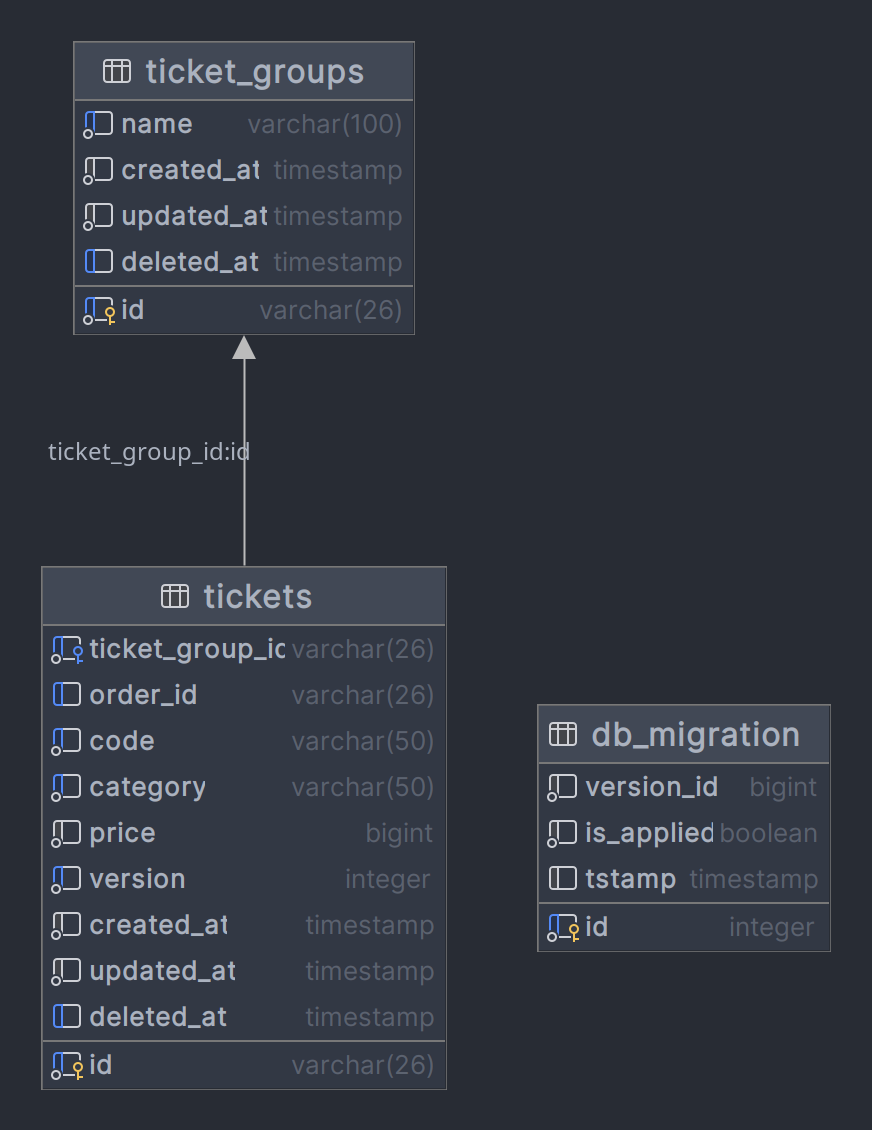 ticket_groups
name varchar(100)
created_at timestamp
updated_at timestamp
deleted_at timestamp
id varchar(26)
ticket_group_id:id
tickets
ticket_group_id varchar(26)
order_id varchar(26)
code varchar(50)
category varchar(50)
price bigint
version integer
created_at timestamp
updated_at timestamp
deleted_at timestamp
id varchar(26)
db_migration
version_id bigint
is_applied boolean
tstamp timestamp
id integer